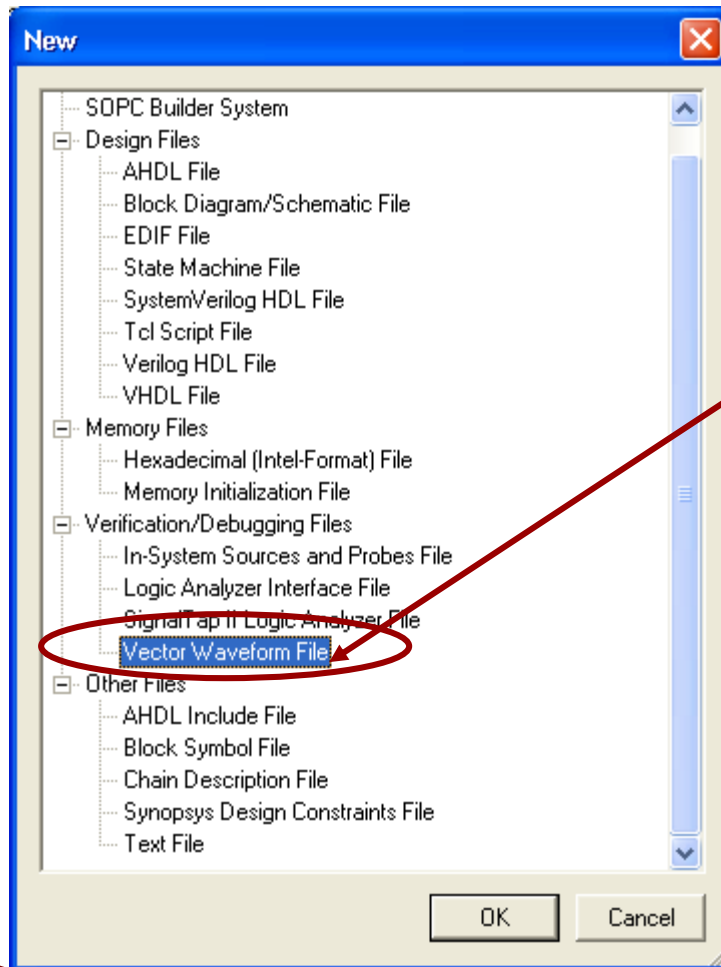 New
SOPC Builder System
Design Files
AHDL File
Block Diagram/Schematic File
EDIF File
State Machine File
SystemVerilog HDL File
Tcl Script File
Verilog HDL File
VHDL File
Memory Files
Hexadecimal (Intel-Format) File
Memory Initialization File
Verification/Debugging Files
In-System Sources and Probes File
Logic Analyzer Interface File
SignalTap II Logic Analyzer File
Vector Waveform File
Other Files
AHDL Include File
Block Symbol File
Chain Description File
Synopsys Design Constraints File
Text File
OK Cancel